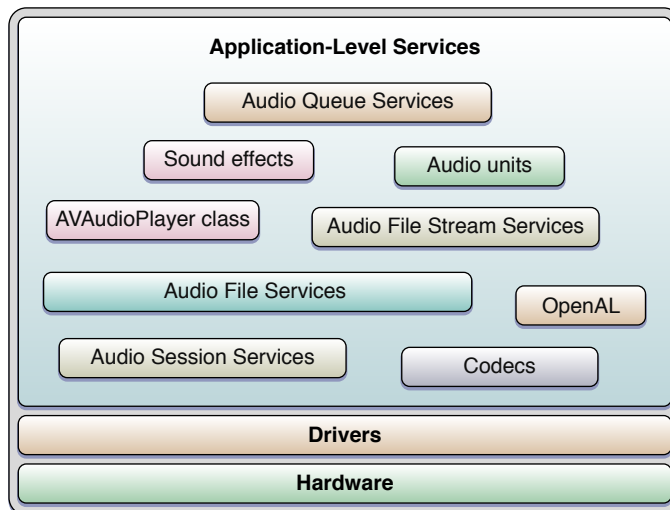 Application-Level Services
Audio Queue Services
Sound effects
Audio units
AVAudioPlayer class
Audio File Stream Services
Audio File Services
OpenAL
Audio Session Services
Codecs
Drivers
Hardware